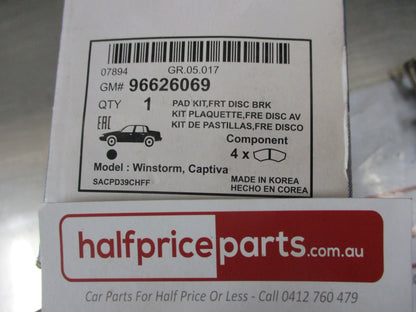 07894 GR.05.017
GM# 96626069
QTY 1 PAD KIT,FRT DISC BRK
KIT PLAQUETTE,FRE DISC AV
KIT DE PASTILLAS,FRE DISCO
EAC
Component
4 x
Model : Winstorm, Captiva
SACPD39CHFF
MADE IN KOREA
HECHO EN COREA
halfpriceparts.com.au
Car Parts For Half Price Or Less - Call 0412 760 479